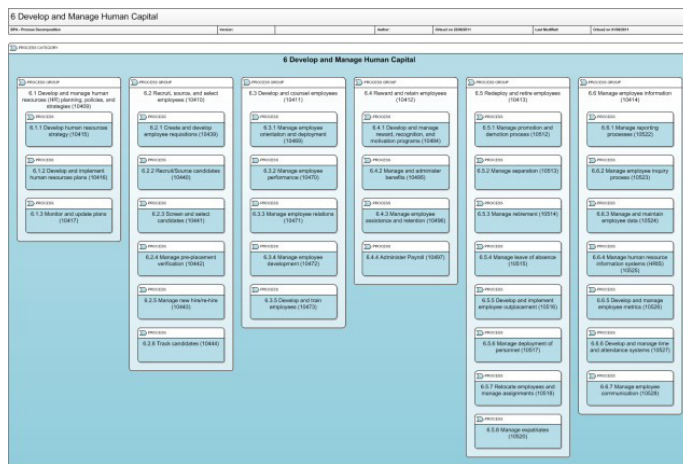 6 Develop and Manage Human Capital
BPA - Process Decomposition
Version:
Author:
Last Modified:
PROCESS CATEGORY
6 Develop and Manage Human Capital
PROCESS GROUP
6.1 Develop and manage human
resources (HR) planning, policies, and
strategies (10409)
PROCESS
6.1.1 Develop human resources
strategy (10415)
PROCESS
6.1.2 Develop and implement
human resources plans (10416)
PROCESS
6.1.3 Monitor and update plans
(10417)
PROCESS GROUP
6.2 Recruit, source, and select
employees (10410)
PROCESS
6.2.1 Create and develop
employee requisitions (10439)
PROCESS
6.2.2 Recruit/Source candidates
(10440)
PROCESS
6.2.3 Screen and select
candidates (10441)
PROCESS
6.2.4 Manage pre-placement
verification (10442)
PROCESS
6.2.5 Manage new hire/re-hire
(10443)
PROCESS
6.2.6 Track candidates (10444)
PROCESS GROUP
6.3 Develop and counsel employees
(10411)
PROCESS
6.3.1 Manage employee
orientation and deployment
(10469)
PROCESS
6.3.2 Manage employee
performance (10470)
PROCESS
6.3.3 Manage employee relations
(10471)
PROCESS
6.3.4 Manage employee
development (10472)
PROCESS
6.3.5 Develop and train
employees (10473)
PROCESS GROUP
6.4 Reward and retain employees
(10412)
PROCESS
6.4.1 Develop and manage
reward, recognition, and
motivation programs (10494)
PROCESS
6.4.2 Manage and administer
benefits (10495)
PROCESS
6.4.3 Manage employee
assistance and retention (10496)
PROCESS
6.4.4 Administer Payroll (10497)
PROCESS GROUP
6.5 Redeploy and retire employees
(10413)
PROCESS
6.5.1 Manage promotion and
demotion process (10512)
PROCESS
6.5.2 Manage separation (10513)
PROCESS
6.5.3 Manage retirement (10514)
PROCESS
6.5.4 Manage leave of absence
(10515)
PROCESS
6.5.5 Develop and implement
employee outplacement (10516)
PROCESS
6.5.6 Manage deployment of
personnel (10517)
PROCESS
6.5.7 Relocate employees and
manage assignments (10518)
PROCESS
6.5.8 Manage expatriates
(10520)
PROCESS GROUP
6.6 Manage employee information
(10414)
PROCESS
6.6.1 Manage reporting
processes (10522)
PROCESS
6.6.2 Manage employee inquiry
process (10523)
PROCESS
6.6.3 Manage and maintain
employee data (10524)
PROCESS
6.6.4 Manage human resource
information systems (HRIS)
(10525)
PROCESS
6.6.5 Develop and manage
employee metrics (10526)
PROCESS
6.6.6 Develop and manage time
and attendance systems (10527)
PROCESS
6.6.7 Manage employee
communication (10528)